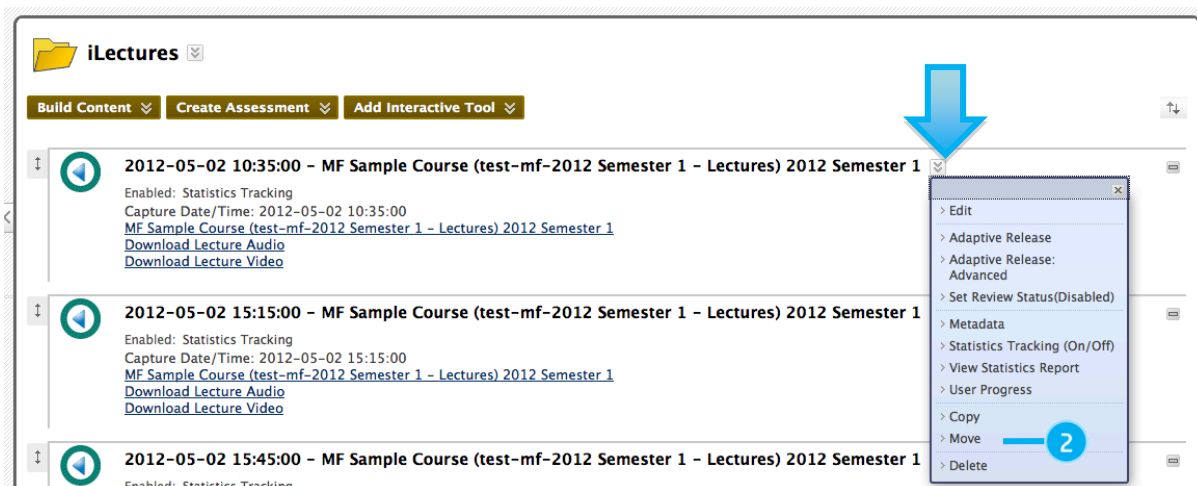 iLectures
Build Content
Create Assessment
Add Interactive Tool
2012-05-02 10:35:00 - MF Sample Course (test-mf-2012 Semester 1 - Lectures) 2012 Semester 1
Enabled: Statistics Tracking
Capture Date/Time: 2012-05-02 10:35:00
MF Sample Course (test-mf-2012 Semester 1 - Lectures) 2012 Semester 1
Download Lecture Audio
Download Lecture Video
> Edit
> Adaptive Release
> Adaptive Release:
Advanced
> Set Review Status(Disabled)
> Metadata
> Statistics Tracking (On/Off)
> View Statistics Report
> User Progress
> Copy
> Move
2
> Delete
2012-05-02 15:15:00 - MF Sample Course (test-mf-2012 Semester 1 - Lectures) 2012 Semester 1
Enabled: Statistics Tracking
Capture Date/Time: 2012-05-02 15:15:00
MF Sample Course (test-mf-2012 Semester 1 - Lectures) 2012 Semester 1
Download Lecture Audio
Download Lecture Video
2012-05-02 15:45:00 - MF Sample Course (test-mf-2012 Semester 1 - Lectures) 2012 Semester 1
Enabled: Statistics Tracking